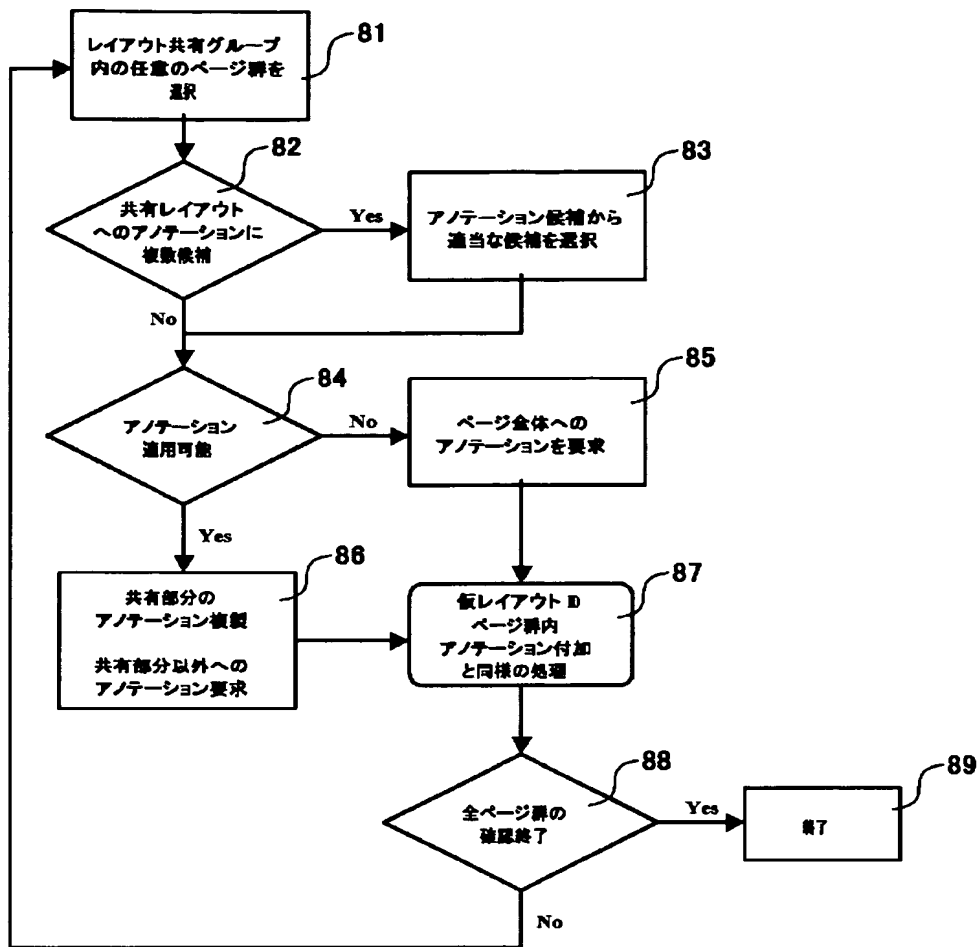 レイアウト共有グループ
内の任意のページ群を
選択
81
共有レイアウト
へのアノテーションに
複数候補
82
Yes
アノテーション候補から
適当な候補を選択
83
No
アノテーション
適用可能
84
No
ページ全体への
アノテーションを要求
85
Yes
共有部分の
アノテーション複製
共有部分以外への
アノテーション要求
86
仮レイアウトID
ページ群内
アノテーション付加
と同様の処理
87
全ページ群の
確認終了
88
Yes
終了
89
No